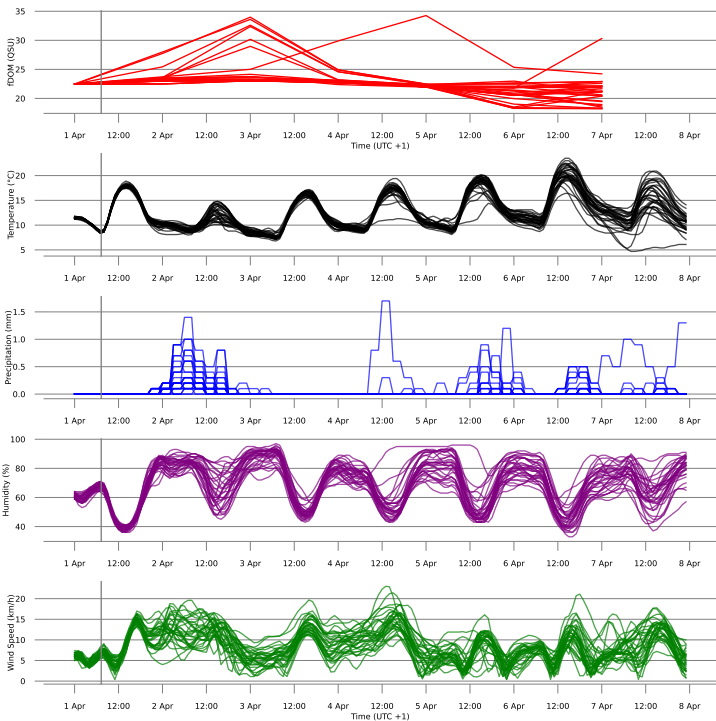 35
30
25
20
fDOM (QSU)
1 Apr 12:00 2 Apr 12:00 3 Apr 12:00 4 Apr 12:00 5 Apr 12:00 6 Apr 12:00 7 Apr 12:00 8 Apr
Time (UTC +1)
20
15
10
5
Temperature (°C)
1 Apr 12:00 2 Apr 12:00 3 Apr 12:00 4 Apr 12:00 5 Apr 12:00 6 Apr 12:00 7 Apr 12:00 8 Apr
1.5
1.0
0.5
0.0
Precipitation (mm)
1 Apr 12:00 2 Apr 12:00 3 Apr 12:00 4 Apr 12:00 5 Apr 12:00 6 Apr 12:00 7 Apr 12:00 8 Apr
100
80
60
40
Humidity (%)
1 Apr 12:00 2 Apr 12:00 3 Apr 12:00 4 Apr 12:00 5 Apr 12:00 6 Apr 12:00 7 Apr 12:00 8 Apr
20
15
10
5
0
Wind Speed (km/h)
1 Apr 12:00 2 Apr 12:00 3 Apr 12:00 4 Apr 12:00 5 Apr 12:00 6 Apr 12:00 7 Apr 12:00 8 Apr
Time (UTC +1)